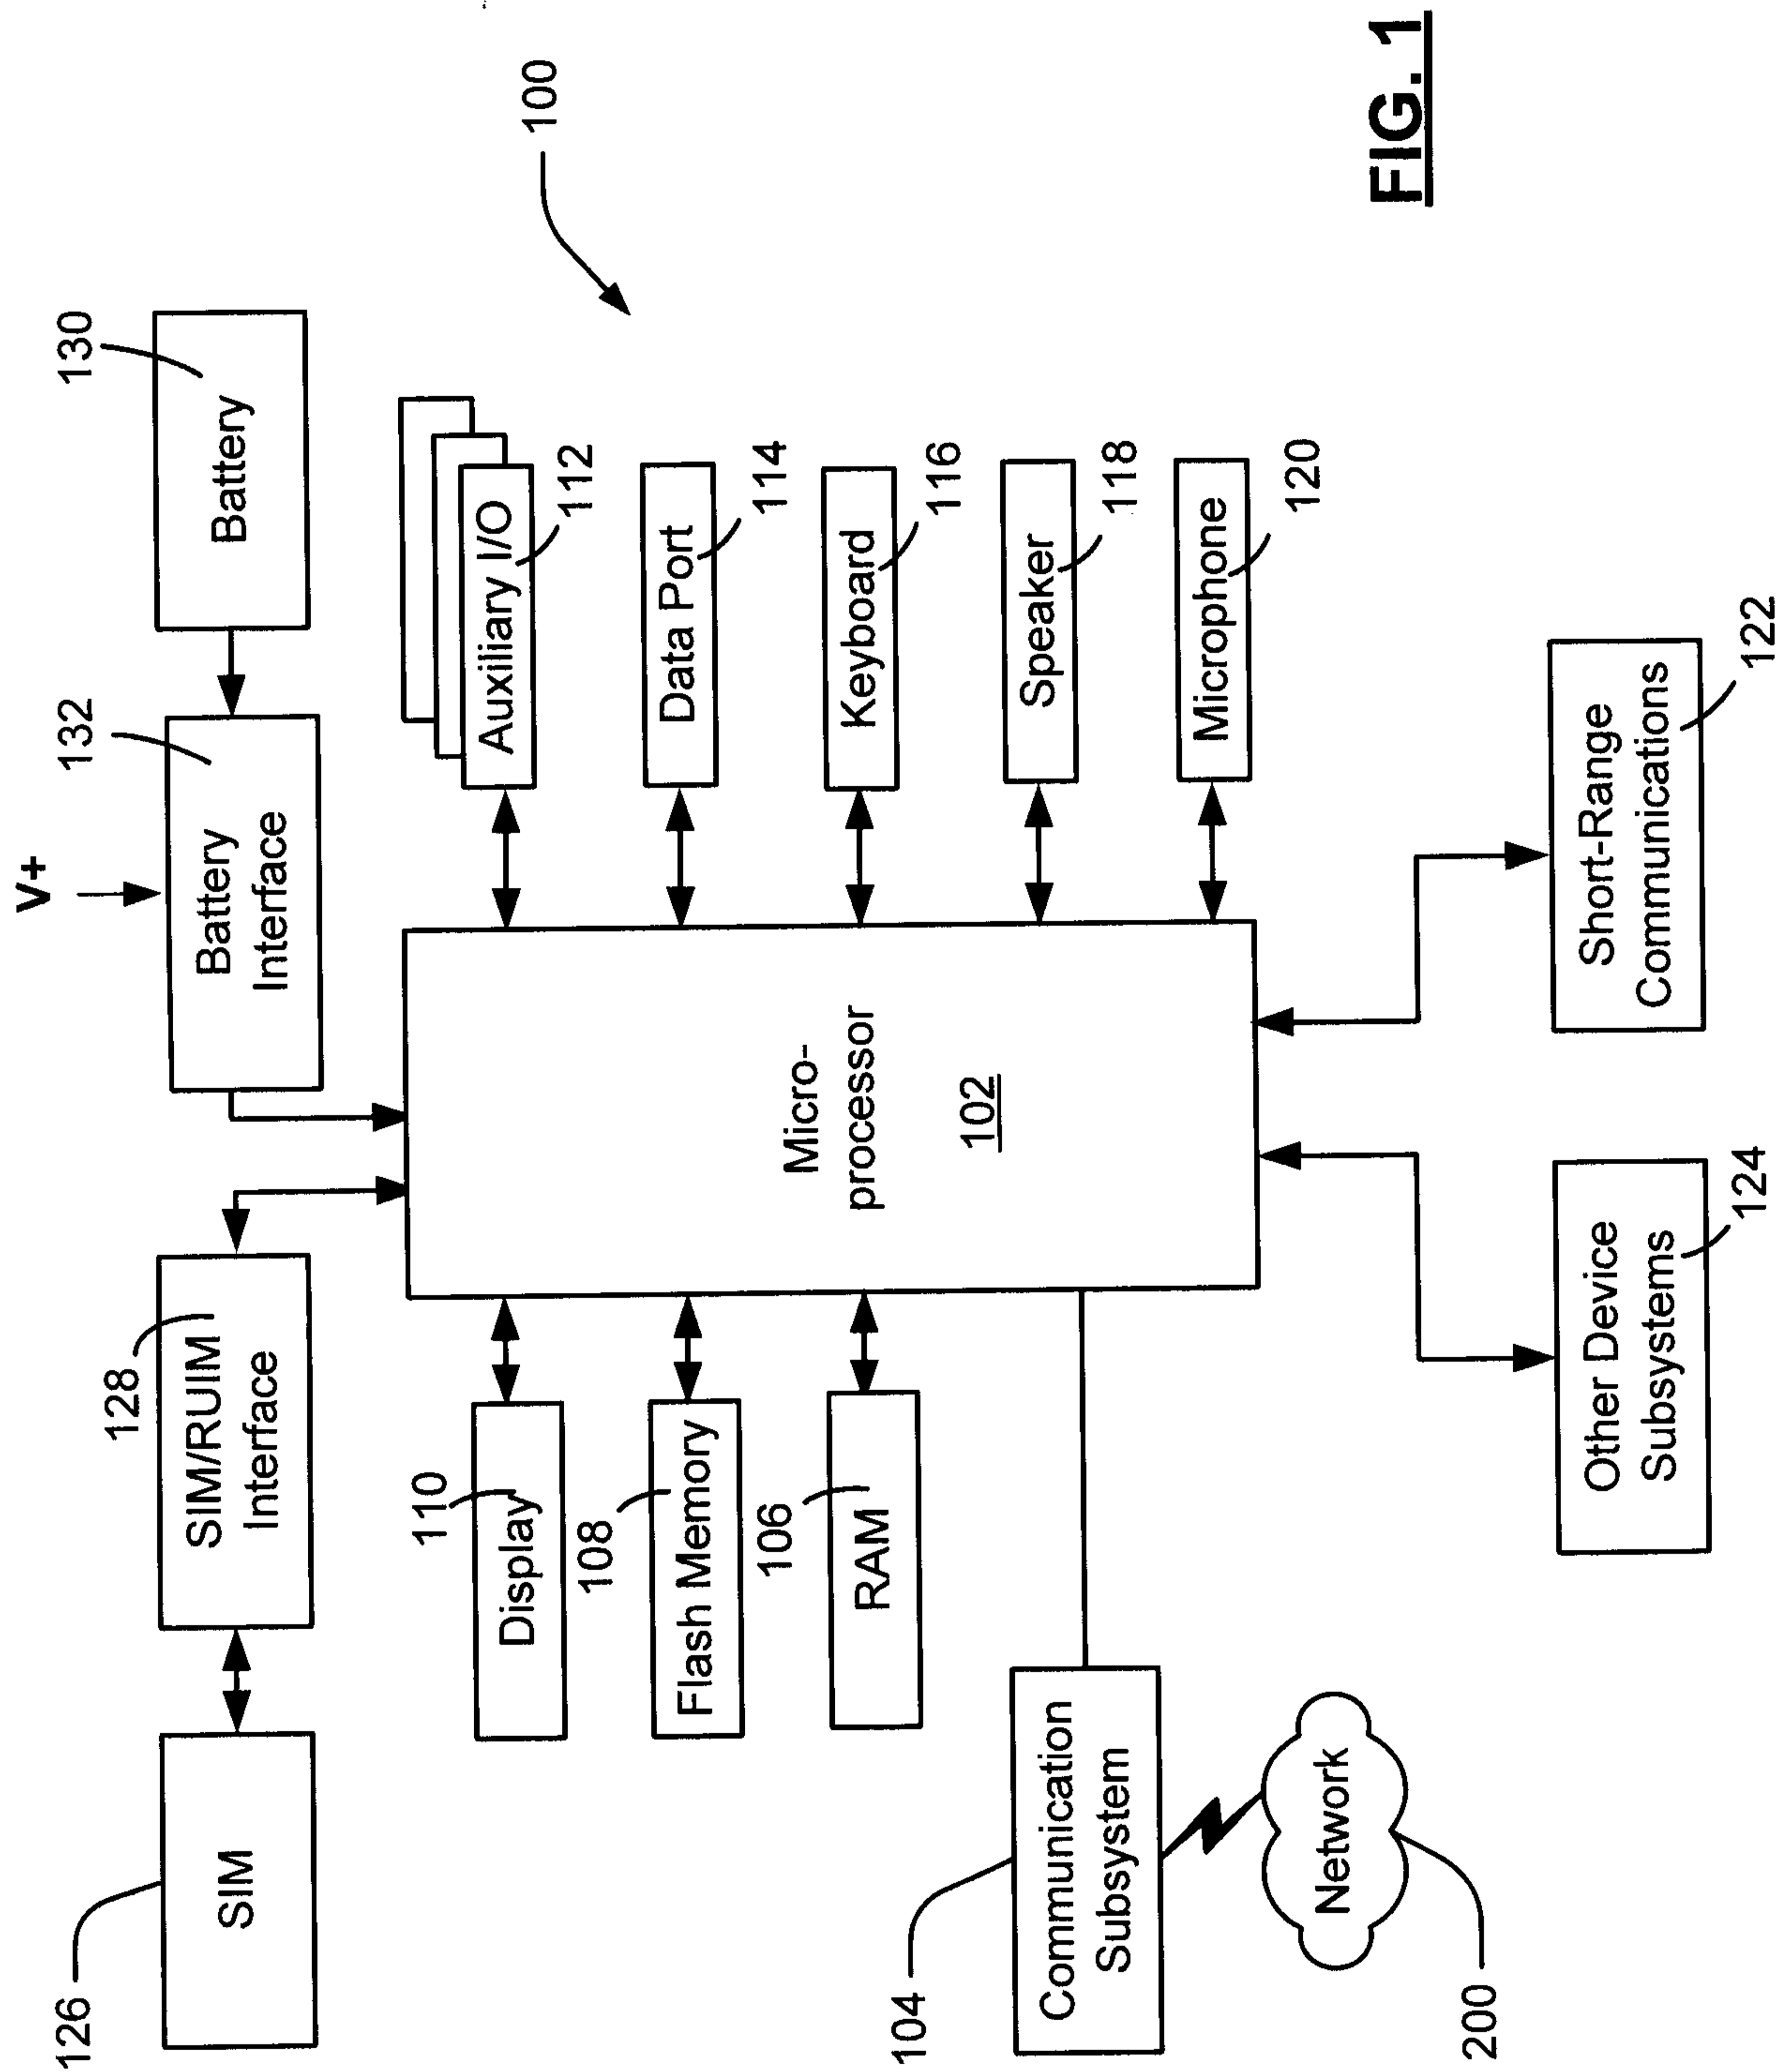 V+
126
SIM
128
SIM/RUIM
Interface
132
Battery
Interface
130
Battery
100
110
Display
108
Flash Memory
106
RAM
104
Communication
Subsystem
Network
200
Micro-
processor
102
Auxiliary I/O
112
Data Port
114
Keyboard
116
Speaker
118
Microphone
120
Other Device
Subsystems
124
Short-Range
Communications
122
FIG. 1